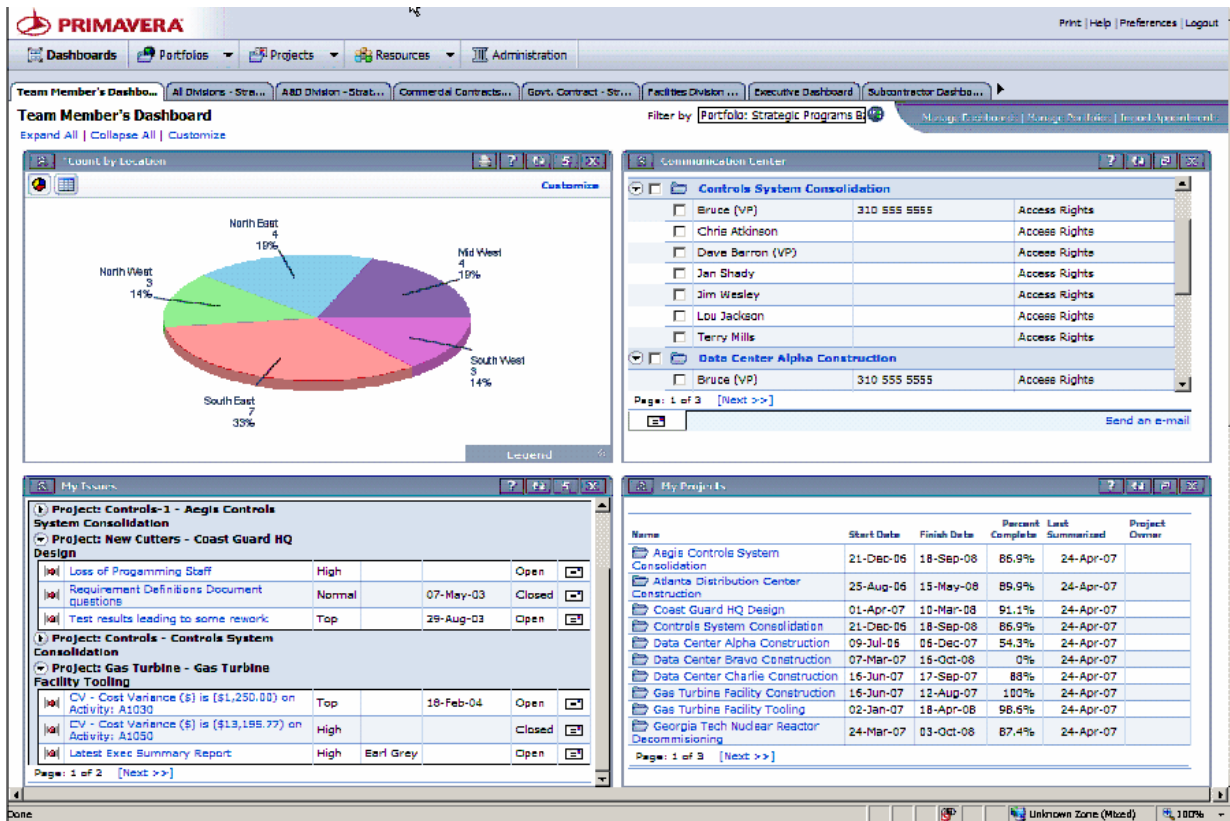 PRIMAVERA
Print | Help | Preferences | Logout
Dashboards Portfolios Projects Resources Administration
Team Member's Dashbo... All Divisions - Stra... A&D Division - Strat... Commercial Contracts... Govt. Contract - Str... Facilities Division ... Executive Dashboard Subcontractor Dashbo...
Team Member's Dashboard
Filter by Portfolio: Strategic Programs
Manage Dashboards | Manage Portfolios | Import Appointments
Expand All | Collapse All | Customize
Count by Location
Customize
North East
4
19%
Mid West
4
19%
North West
3
14%
South West
3
14%
South East
7
33%
Legend
Communication Center
Controls System Consolidation
Bruce (VP) 310 555 5555 Access Rights
Chris Atkinson Access Rights
Dave Barron (VP) Access Rights
Jan Shady Access Rights
Jim Wesley Access Rights
Lou Jackson Access Rights
Terry Mills Access Rights
Data Center Alpha Construction
Bruce (VP) 310 555 5555 Access Rights
Page: 1 of 3 [Next >>]
Send an e-mail
My Issues
Project: Controls-1 - Aegis Controls
System Consolidation
Project: New Cutters - Coast Guard HQ
Design
Loss of Progamming Staff High Open
Requirement Definitions Document
questions Normal 07-May-03 Closed
Test results leading to some rework Top 29-Aug-03 Open
Project: Controls - Controls System
Consolidation
Project: Gas Turbine - Gas Turbine
Facility Tooling
CV - Cost Variance ($) is ($1,250.00) on
Activity: A1030 Top 18-Feb-04 Open
CV - Cost Variance ($) is ($13,195.77) on
Activity: A1050 High Closed
Latest Exec Summary Report High Earl Grey Open
Page: 1 of 2 [Next >>]
My Projects
Name Start Date Finish Date Percent Complete Last Summarized Project Owner
Aegis Controls System
Consolidation 21-Dec-06 18-Sep-08 86.9% 24-Apr-07
Atlanta Distribution Center
Construction 25-Aug-06 15-May-08 89.9% 24-Apr-07
Coast Guard HQ Design 01-Apr-07 10-Mar-08 91.1% 24-Apr-07
Controls System Consolidation 21-Dec-06 18-Sep-08 86.9% 24-Apr-07
Data Center Alpha Construction 09-Jul-06 06-Dec-07 54.3% 24-Apr-07
Data Center Bravo Construction 07-Mar-07 16-Oct-08 0% 24-Apr-07
Data Center Charlie Construction 16-Jun-07 17-Sep-07 88% 24-Apr-07
Gas Turbine Facility Construction 16-Jun-07 12-Aug-07 100% 24-Apr-07
Gas Turbine Facility Tooling 02-Jan-07 18-Apr-08 98.6% 24-Apr-07
Georgia Tech Nuclear Reactor
Decommisioning 24-Mar-07 03-Oct-08 87.4% 24-Apr-07
Page: 1 of 3 [Next >>]
Done
Unknown Zone (Mixed) 100%